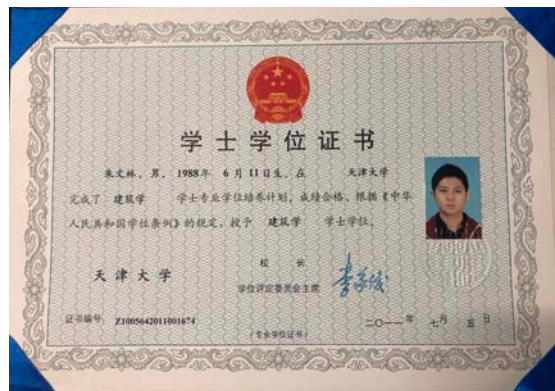 学士学位证书
朱文林，男，1988年 6月11日生。在 天津大学
完成了 建筑学 学士专业学位培养计划，成绩合格。根据《中华
人民共和国学位条例》的规定，授予 建筑学 学士学位。
天津大学
校 长
学位评定委员会主席
证书编号：Z1005642011001674
（专业学位证书）
二〇一一年 七月 五日